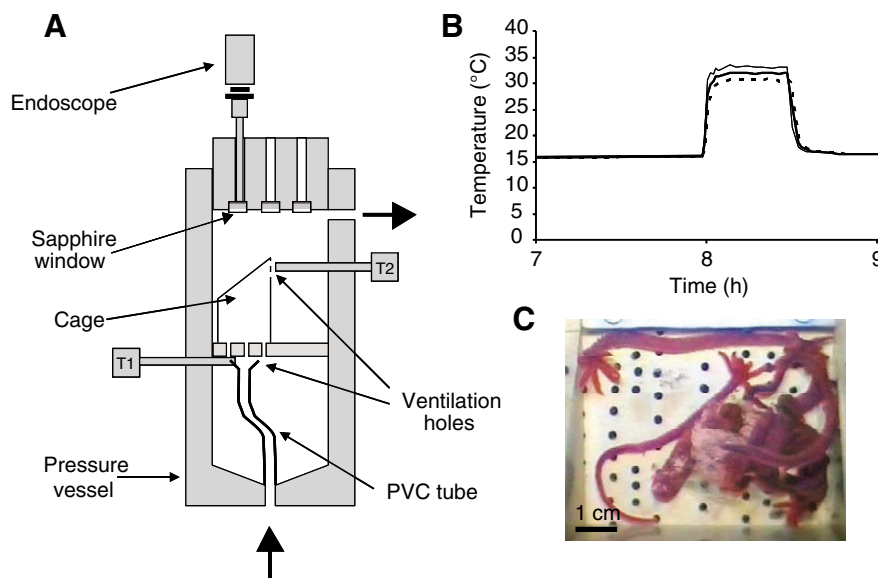 A
Endoscope
Sapphire
window
Cage
T1
T2
Pressure
vessel
Ventilation
holes
PVC tube
B
Temperature (°C)
40
35
30
25
20
15
10
5
0
7
8
9
Time (h)
C
1 cm